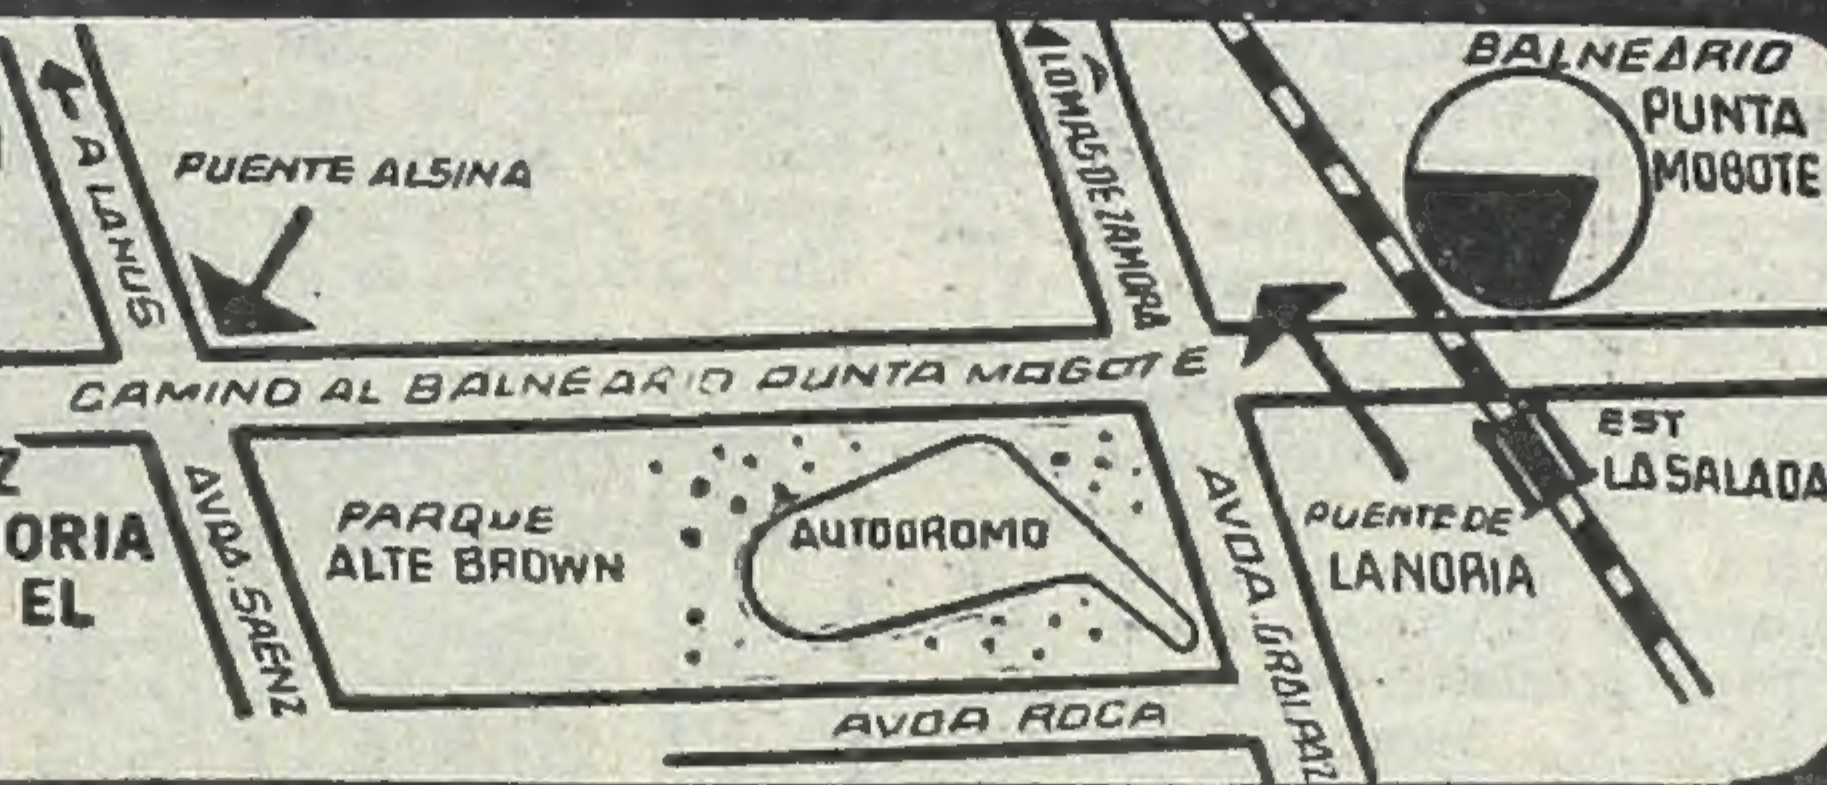 BALNEARIO
PUNTA
MOGOTE
A LANUS
A
LOMAS DE ZAMORA
PUENTE ALSINA
CAMINO AL BALNEARIO PUNTA MOGOTE
EST
LA SALADA
PUENTE DE
LA NORIA
PARQUE
ALTE BROWN
AUTODROMO
Z
ORIA
EL
AVDA. SAENZ
AVDA. GRAL PAZ
AVDA ROCA